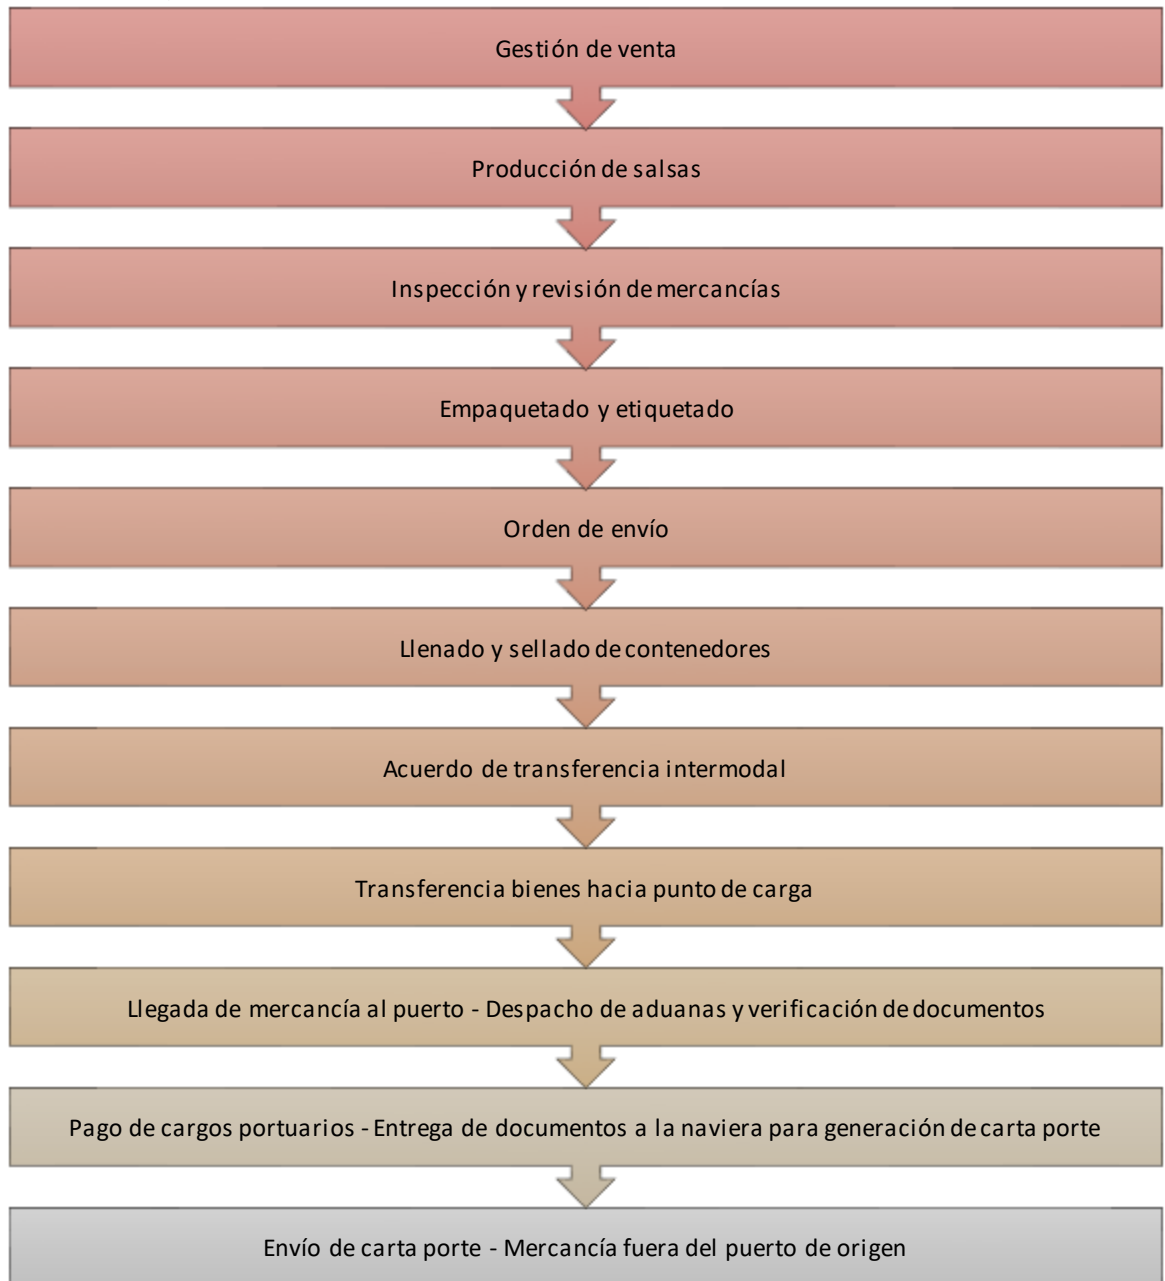 Gestión de venta
Producción de salsas
Inspección y revisión de mercancías
Empaquetado y etiquetado
Orden de envío
Llenado y sellado de contenedores
Acuerdo de transferencia intermodal
Transferencia bienes hacia punto de carga
Llegada de mercancía al puerto - Despacho de aduanas y verificación de documentos
Pago de cargos portuarios - Entrega de documentos a la naviera para generación de carta porte
Envío de carta porte - Mercancía fuera del puerto de origen